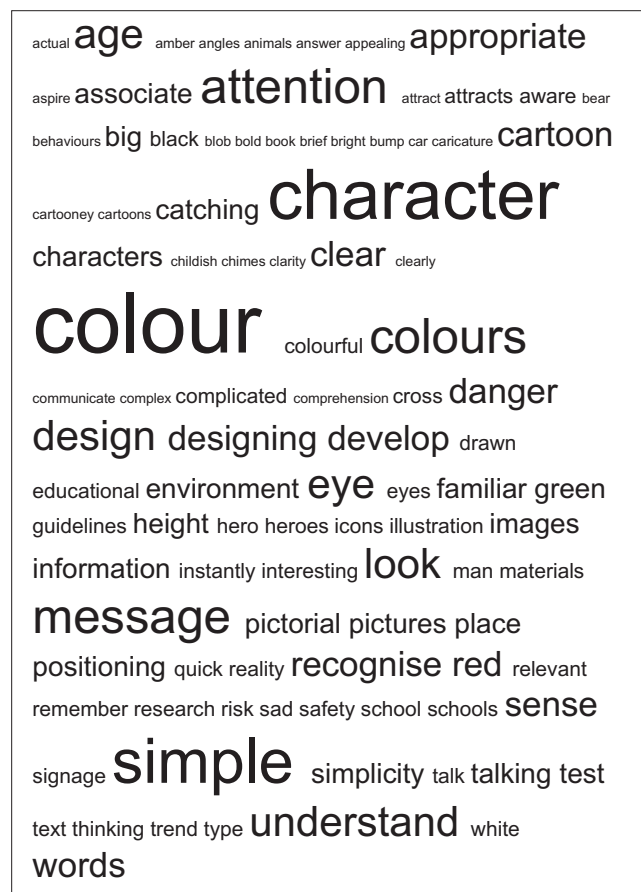 actual age amber angles animals answer appealing appropriate
aspire associate attention attract attracts aware bear
behaviours big black blob bold book brief bright bump car caricature cartoon
cartooney cartoons catching character
characters childish chimes clarity clear clearly
colour colourful colours
communicate complex complicated comprehension cross danger
design designing develop drawn
educational environment eye eyes familiar green
guidelines height hero heroes icons illustration images
information instantly interesting look man materials
message pictorial pictures place
positioning quick reality recognise red relevant
remember research risk sad safety school schools sense
signage simple simplicity talk talking test
text thinking trend type understand white
words